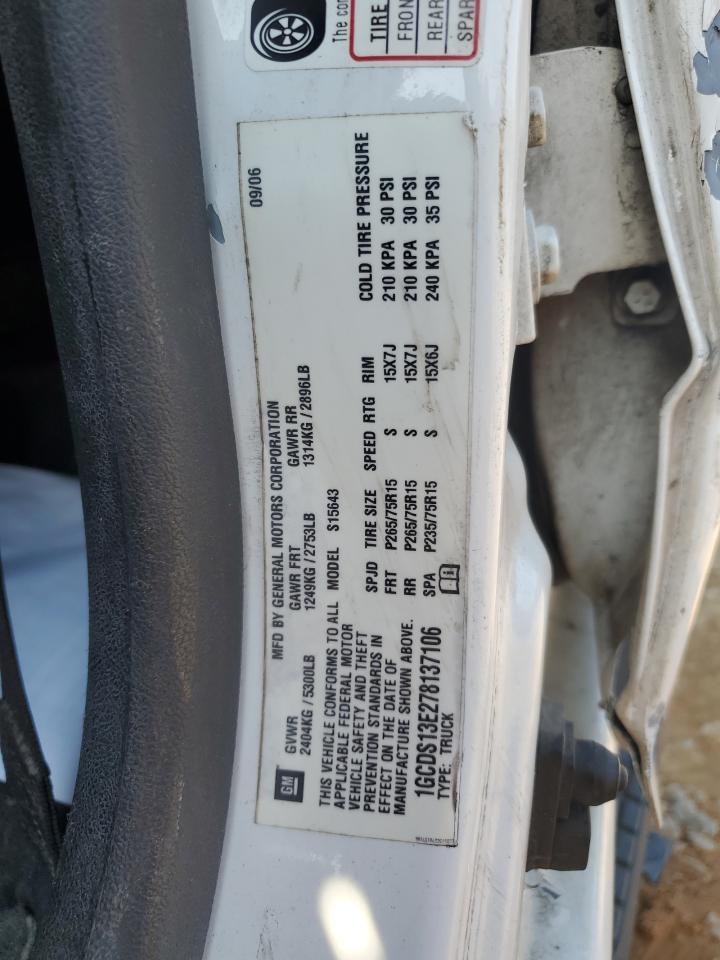 The
TIRE
FRON
REAR
SPAR
09/06
MFD BY GENERAL MOTORS CORPORATION
GVWR GAWR FRT GAWR RR
2404KG / 5300LB 1249KG / 2753LB 1314KG / 2896LB
GM
THIS VEHICLE CONFORMS TO ALL
APPLICABLE FEDERAL MOTOR
VEHICLE SAFETY AND THEFT
PREVENTION STANDARDS IN
EFFECT ON THE DATE OF
MANUFACTURE SHOWN ABOVE.
1GCDS13E278137106
TYPE: TRUCK
MODEL S15643
SPJD TIRE SIZE SPEED RTG RIM COLD TIRE PRESSURE
FRT P265/75R15 S 15X7J 210 KPA 30 PSI
RR P265/75R15 S 15X7J 210 KPA 30 PSI
SPA P235/75R15 S 15X6J 240 KPA 35 PSI